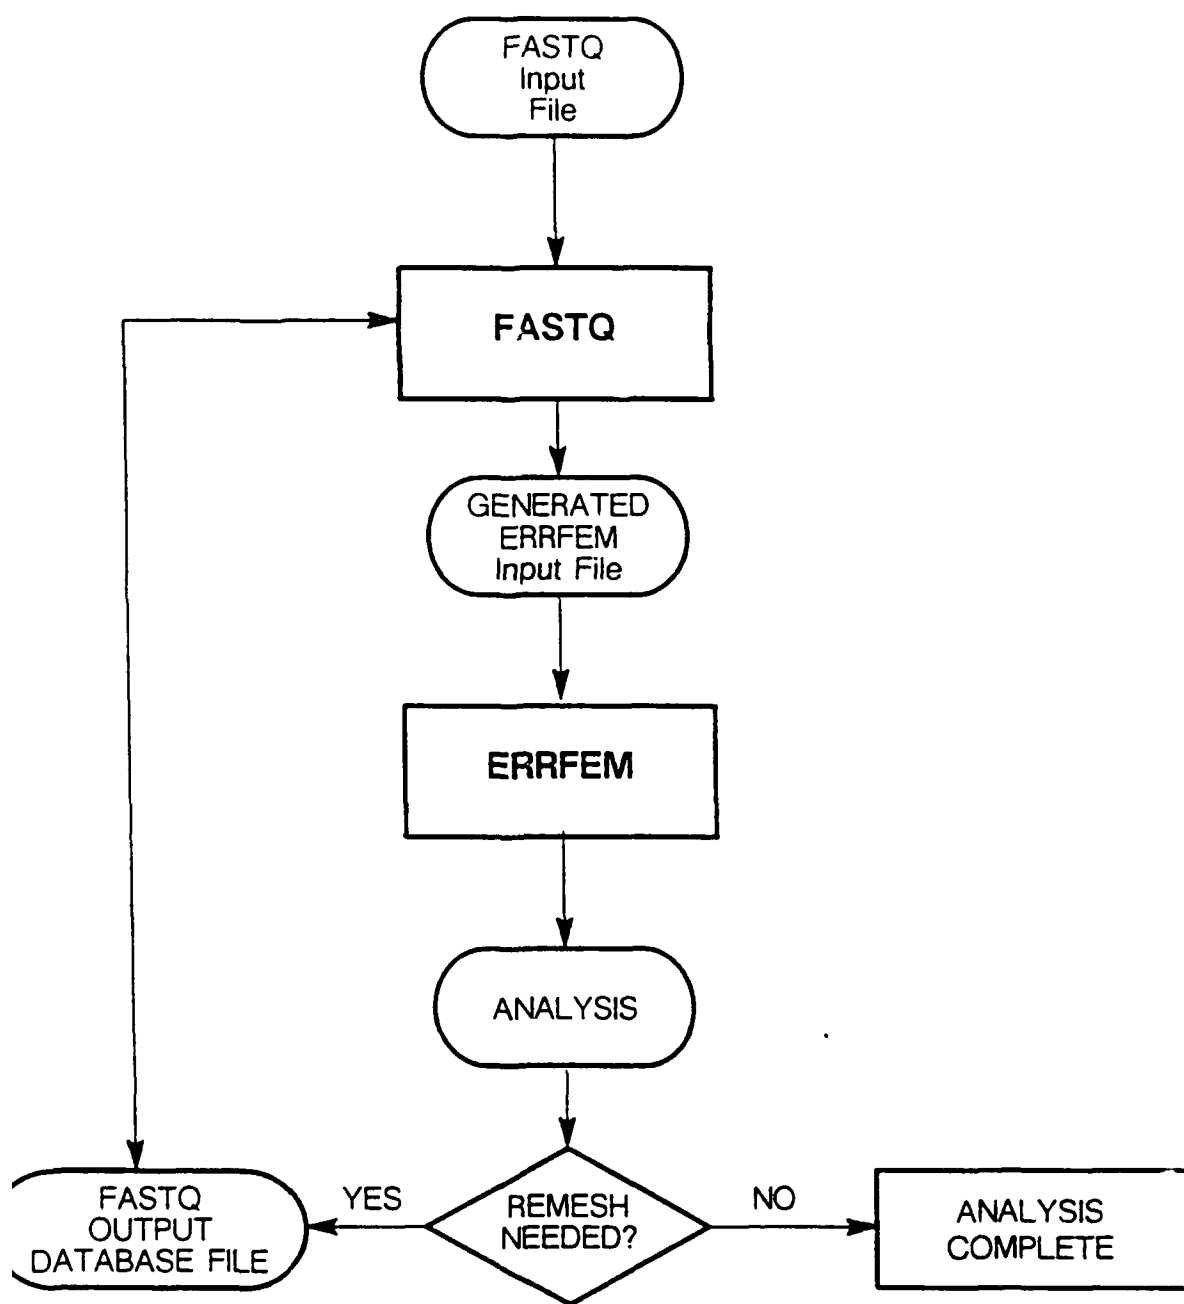 FASTQ
Input
File
FASTQ
GENERATED
ERRFEM
Input File
ERRFEM
ANALYSIS
FASTQ
OUTPUT
DATABASE FILE
YES
REMESH
NEEDED?
NO
ANALYSIS
COMPLETE